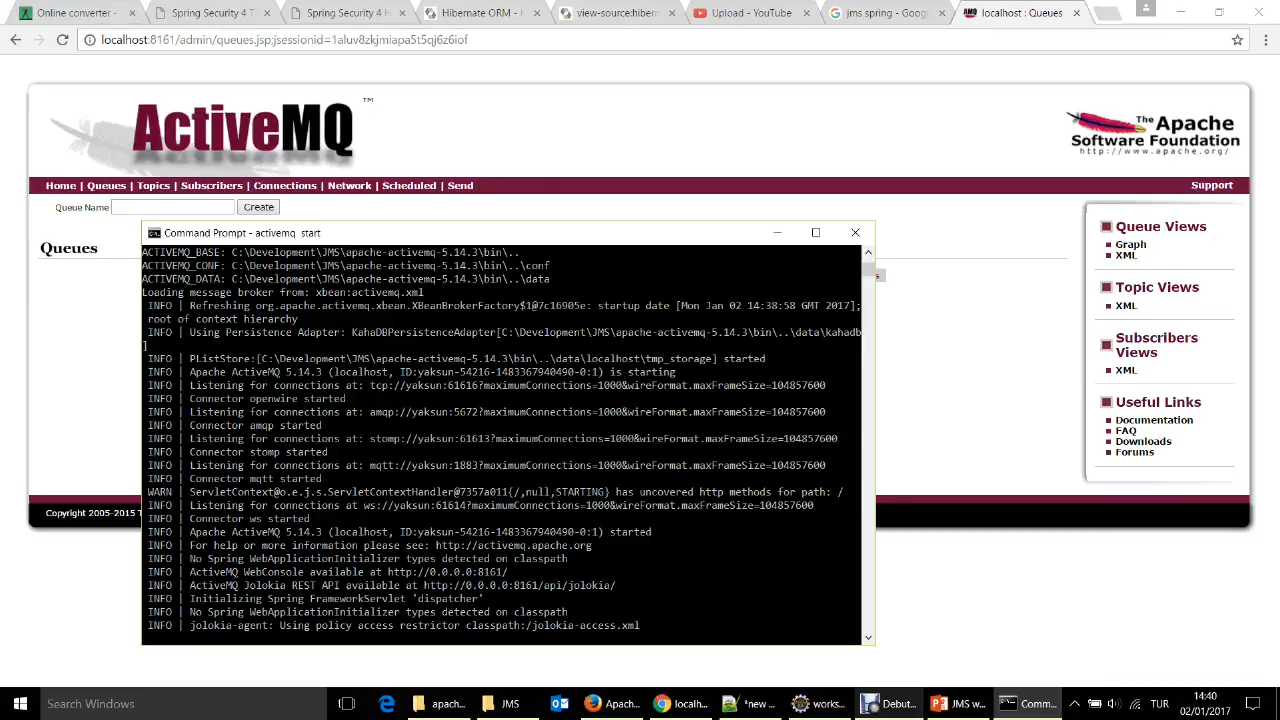 Online converter -
Spring Security 4 T
Spring Security 4 H
Hibernate ORM - H
view-source:hibern
Upload - YouTube
jms spring - Google
localhost : Queues
localhost:8161/admin/queues.jsp;jsessionid=1aluv8zkjmiapa5t5qj6z6iof
ActiveMQ™
The Apache
Software Foundation
http://www.apache.org/
Home | Queues | Topics | Subscribers | Connections | Network | Scheduled | Send
Support
Queue Name
Create
Queues
Command Prompt - activemq start
ACTIVEMQ_BASE: C:\Development\JMS\apache-activemq-5.14.3\bin\..
ACTIVEMQ_CONF: C:\Development\JMS\apache-activemq-5.14.3\bin\..\conf
ACTIVEMQ_DATA: C:\Development\JMS\apache-activemq-5.14.3\bin\..\data
Loading message broker from: xbean:activemq.xml
INFO | Refreshing org.apache.activemq.xbean.XBeanBrokerFactory$1@7c16905e: startup date [Mon Jan 02 14:38:58 GMT 2017];
root of context hierarchy
INFO | Using Persistence Adapter: KahaDBPersistenceAdapter[C:\Development\JMS\apache-activemq-5.14.3\bin\..\data\kahadb
]
INFO | PListStore:[C:\Development\JMS\apache-activemq-5.14.3\bin\..\data\localhost\tmp_storage] started
INFO | Apache ActiveMQ 5.14.3 (localhost, ID:yaksun-54216-1483367940490-0:1) is starting
INFO | Listening for connections at: tcp://yaksun:61616?maximumConnections=1000&wireFormat.maxFrameSize=104857600
INFO | Connector openwire started
INFO | Listening for connections at: amqp://yaksun:5672?maximumConnections=1000&wireFormat.maxFrameSize=104857600
INFO | Connector amqp started
INFO | Listening for connections at: stomp://yaksun:61613?maximumConnections=1000&wireFormat.maxFrameSize=104857600
INFO | Connector stomp started
INFO | Listening for connections at: mqtt://yaksun:1883?maximumConnections=1000&wireFormat.maxFrameSize=104857600
INFO | Connector mqtt started
WARN | ServletContext@o.e.j.s.ServletContextHandler@7357a011{/,null,STARTING} has uncovered http methods for path: /
INFO | Listening for connections at ws://yaksun:61614?maximumConnections=1000&wireFormat.maxFrameSize=104857600
INFO | Connector ws started
INFO | Apache ActiveMQ 5.14.3 (localhost, ID:yaksun-54216-1483367940490-0:1) started
INFO | For help or more information please see: http://activemq.apache.org
INFO | No Spring WebApplicationInitializer types detected on classpath
INFO | ActiveMQ WebConsole available at http://0.0.0.0:8161/
INFO | ActiveMQ Jolokia REST API available at http://0.0.0.0:8161/api/jolokia/
INFO | Initializing Spring FrameworkServlet 'dispatcher'
INFO | No Spring WebApplicationInitializer types detected on classpath
INFO | jolokia-agent: Using policy access restrictor classpath:/jolokia-access.xml
Queue Views
Graph
XML
Topic Views
XML
Subscribers
Views
XML
Useful Links
Documentation
FAQ
Downloads
Forums
Copyright 2005-2015 T
Search Windows
apach...
JMS
Apach...
localh...
*new ...
works...
Debut...
JMS w...
Comm...
TUR
14:40
02/01/2017